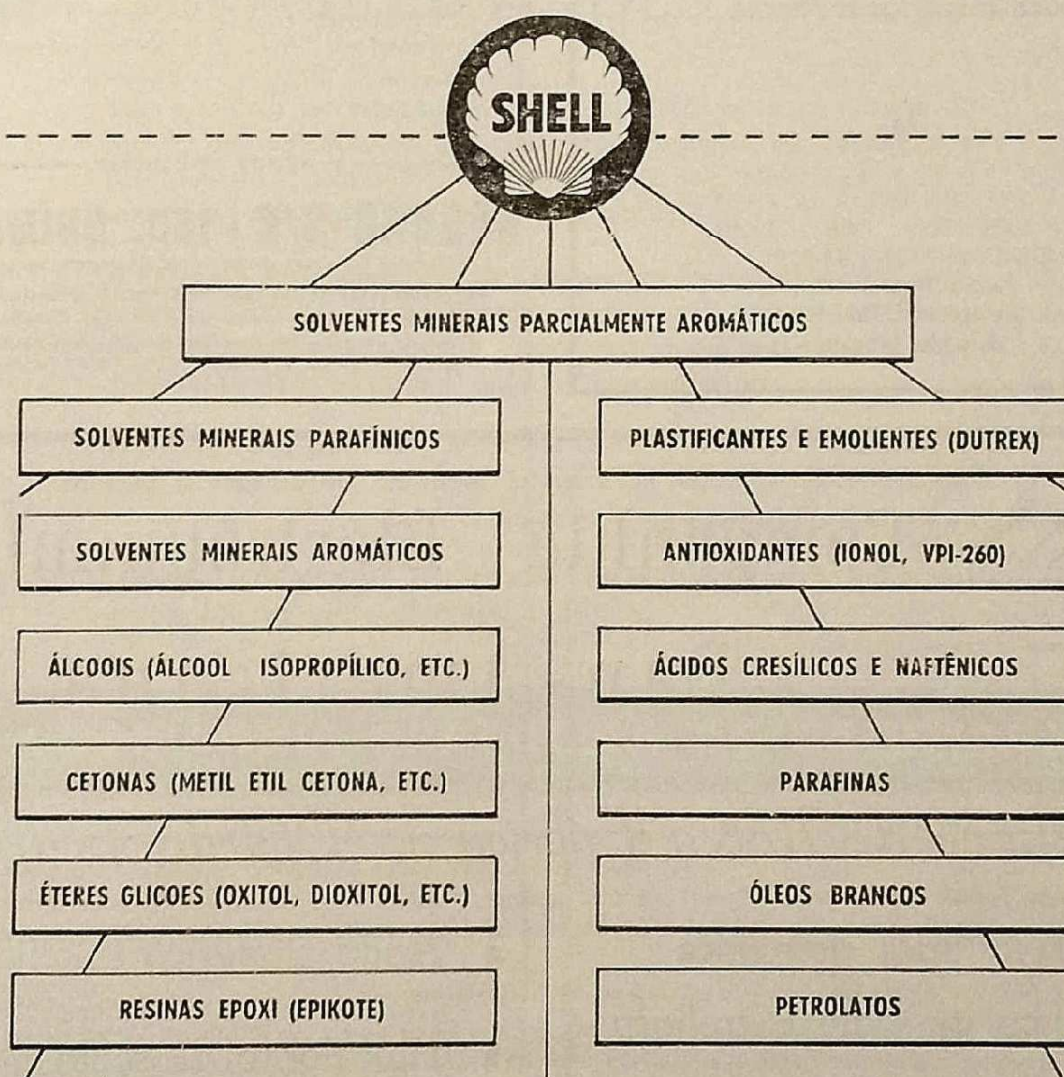 SHELL
SOLVENTES MINERAIS PARCIALMENTE AROMÁTICOS
SOLVENTES MINERAIS PARAFÍNICOS
SOLVENTES MINERAIS AROMÁTICOS
ÁLCOOIS (ÁLCOOL ISOPROPÍLICO, ETC.)
CETONAS (METIL ETIL CETONA, ETC.)
ÉTERES GLICOES (OXITOL, DIOXITOL, ETC.)
RESINAS EPOXI (EPIKOTE)
PLASTIFICANTES E EMOLIENTES (DUTREX)
ANTIOXIDANTES (IONOL, VPI-260)
ÁCIDOS CRESÍLICOS E NAFTÊNICOS
PARAFINAS
ÓLEOS BRANCOS
PETROLATOS